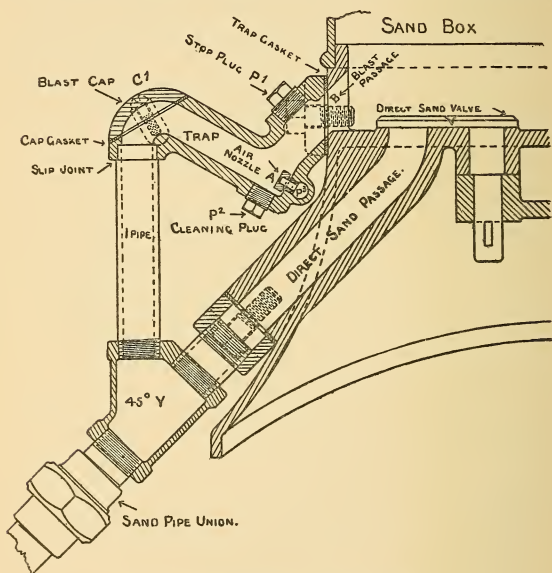 SAND BOX
TRAP GASKET
STOP PLUG P1
BLAST PASSAGE
B
C1
BLAST CAP
DIRECT SAND VALVE
CAP GASKET
TRAP
AIR NOZZLE A
P3
SLIP JOINT
P2
CLEANING PLUG
1 PIPE
DIRECT SAND PASSAGE.
45° Y
SAND PIPE UNION.